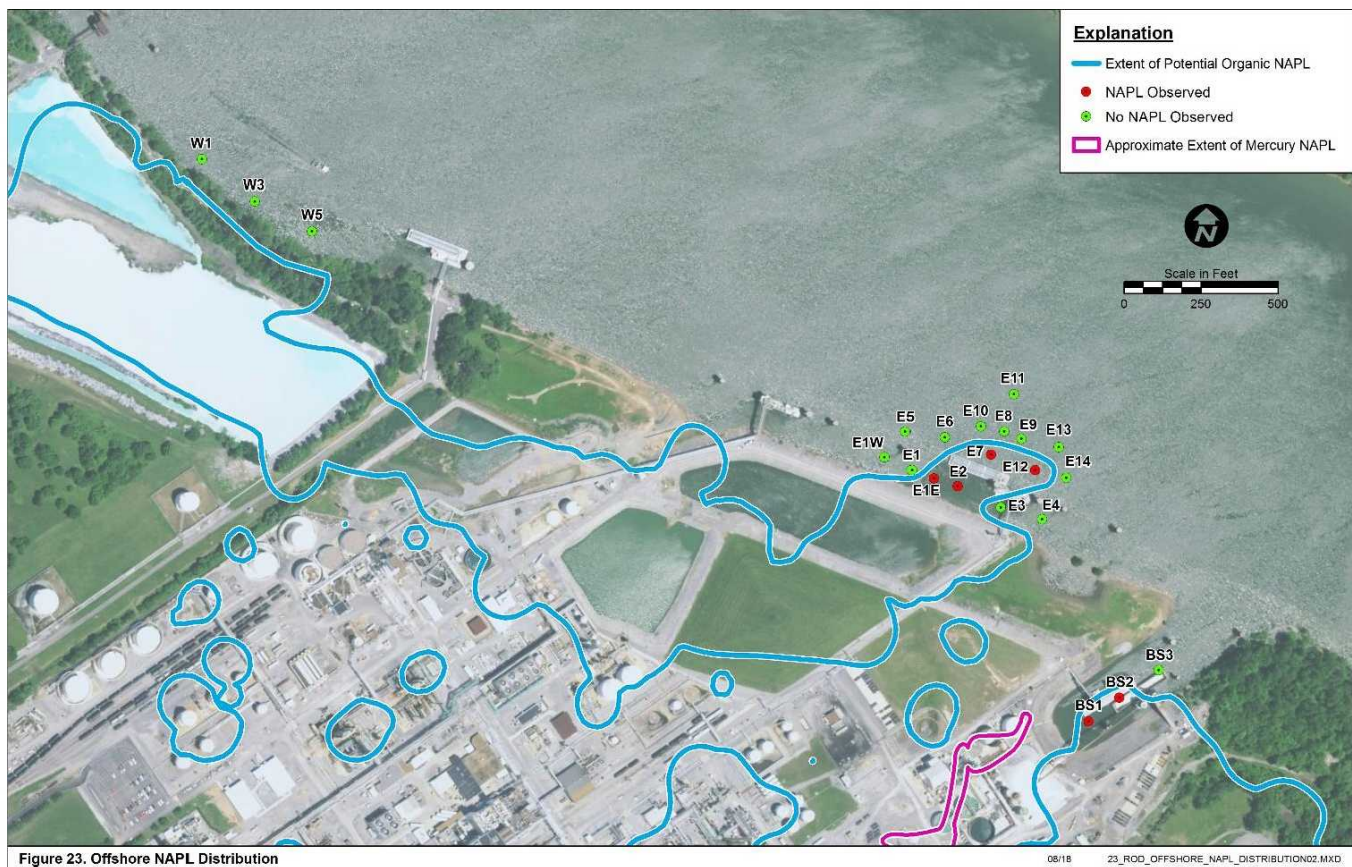 Explanation
Extent of Potential Organic NAPL
NAPL Observed
No NAPL Observed
Approximate Extent of Mercury NAPL
N
Scale in Feet
0 250 500
W1
W3
W5
E11
E10
E8
E5
E6
E9
E13
E1W
E1
E7
E14
E12
E2
E1E
E3
E4
BS3
BS2
BS1
Figure 23. Offshore NAPL Distribution
08/18
23_ROD_OFFSHORE_NAPL_DISTRIBUTION02.MXD